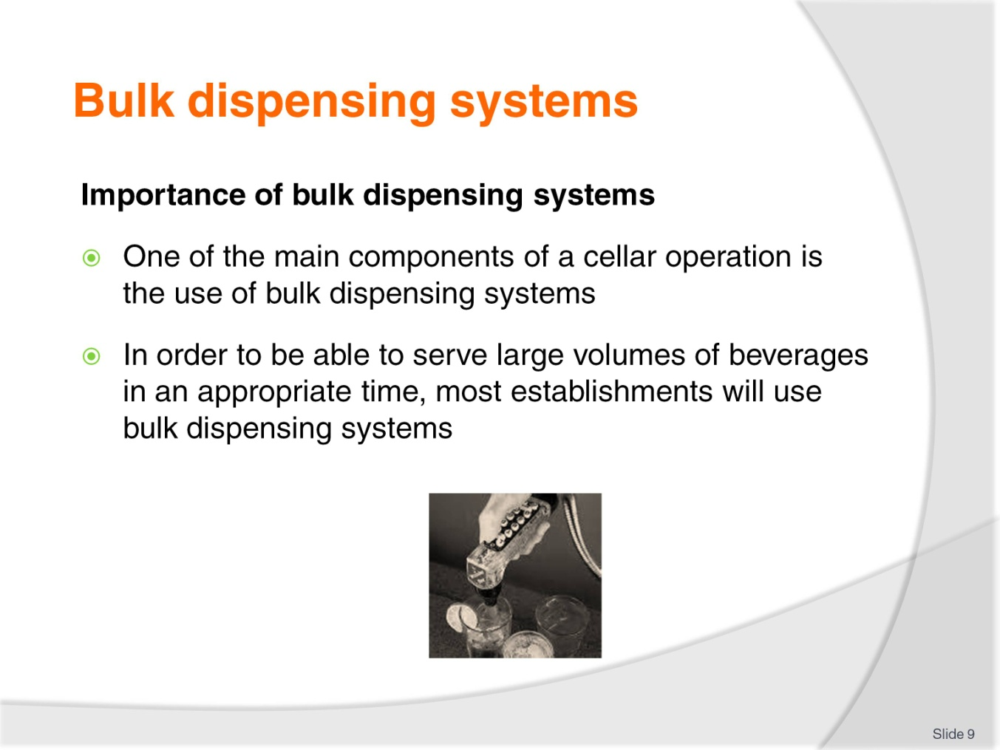 Bulk dispensing systems
Importance of bulk dispensing systems
One of the main components of a cellar operation is
the use of bulk dispensing systems
In order to be able to serve large volumes of beverages
in an appropriate time, most establishments will use
bulk dispensing systems
Slide 9